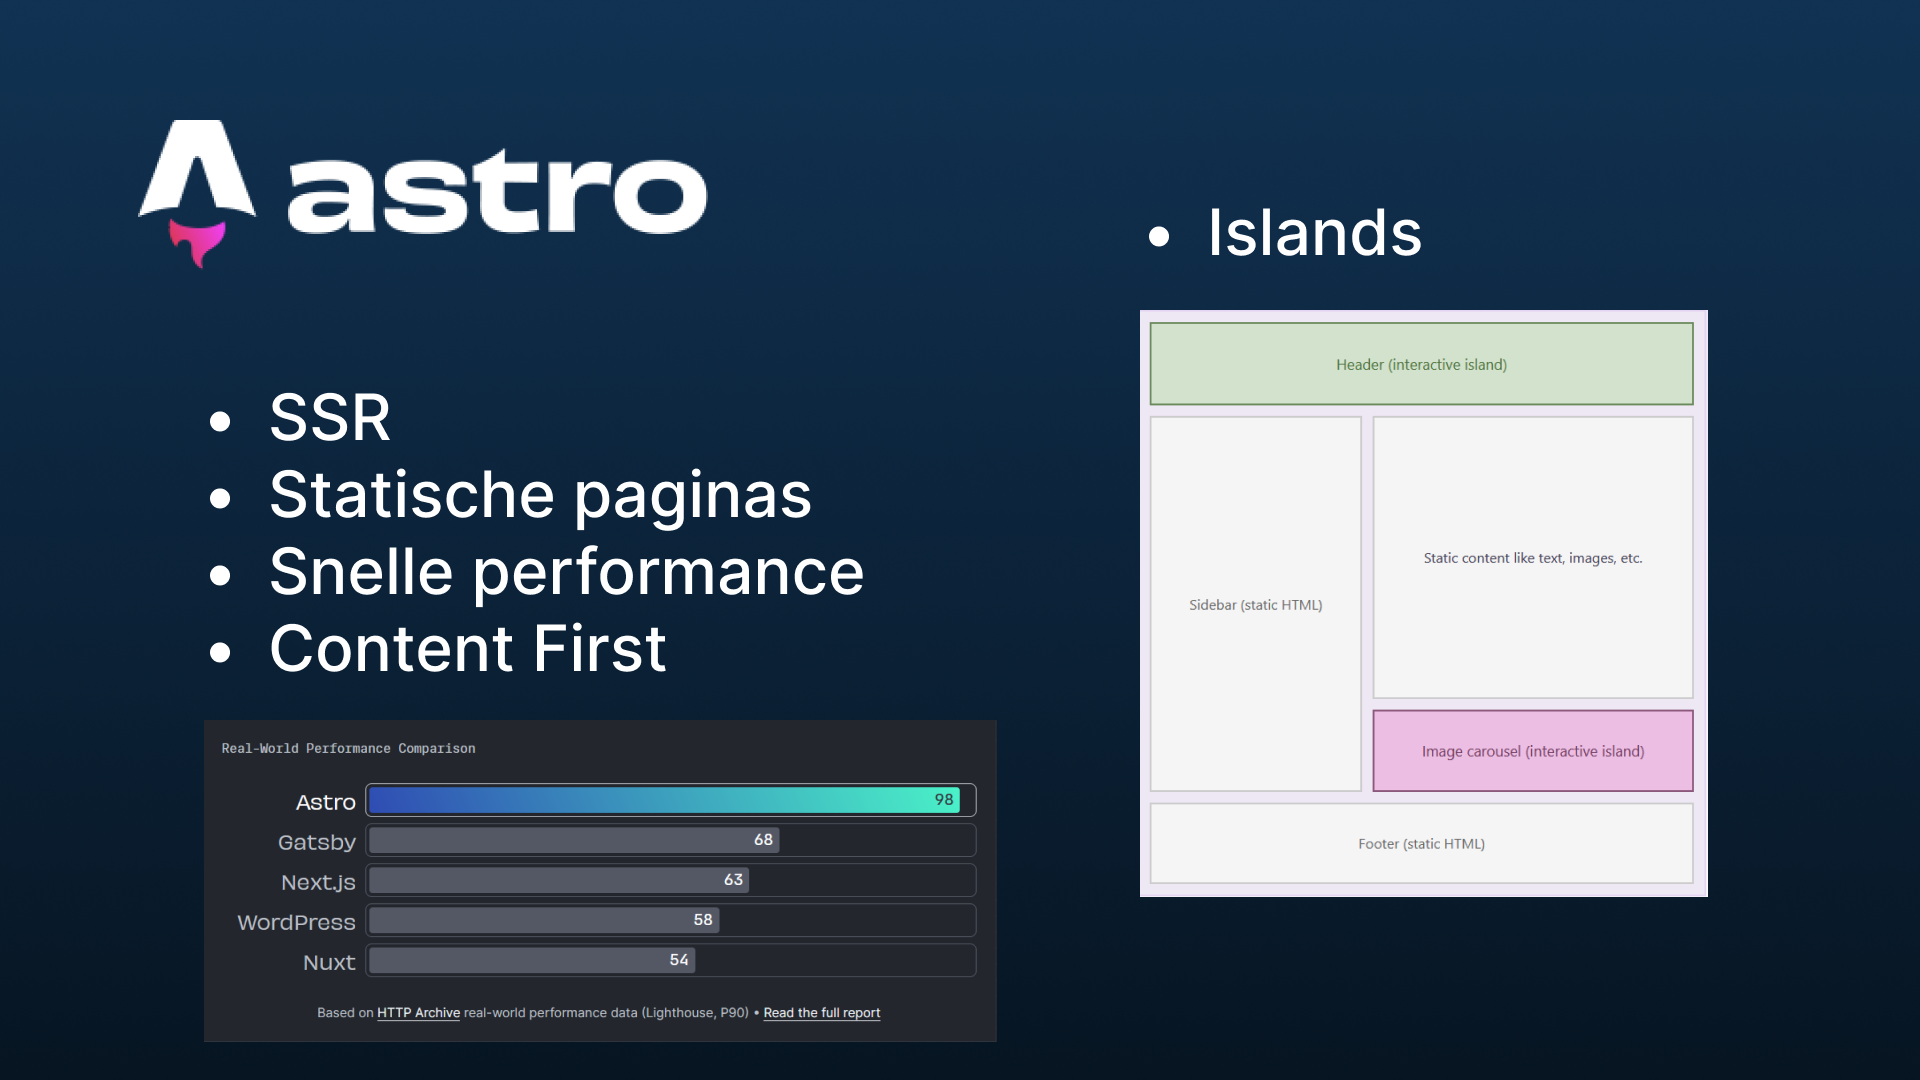 astro
SSR
Statische paginas
Snelle performance
Content First
Real-World Performance Comparison
Astro 98
Gatsby 68
Next.js 63
WordPress 58
Nuxt 54
Based on HTTP Archive real-world performance data (Lighthouse, P90) • Read the full report
Islands
Header (interactive island)
Sidebar (static HTML)
Static content like text, images, etc.
Image carousel (interactive island)
Footer (static HTML)